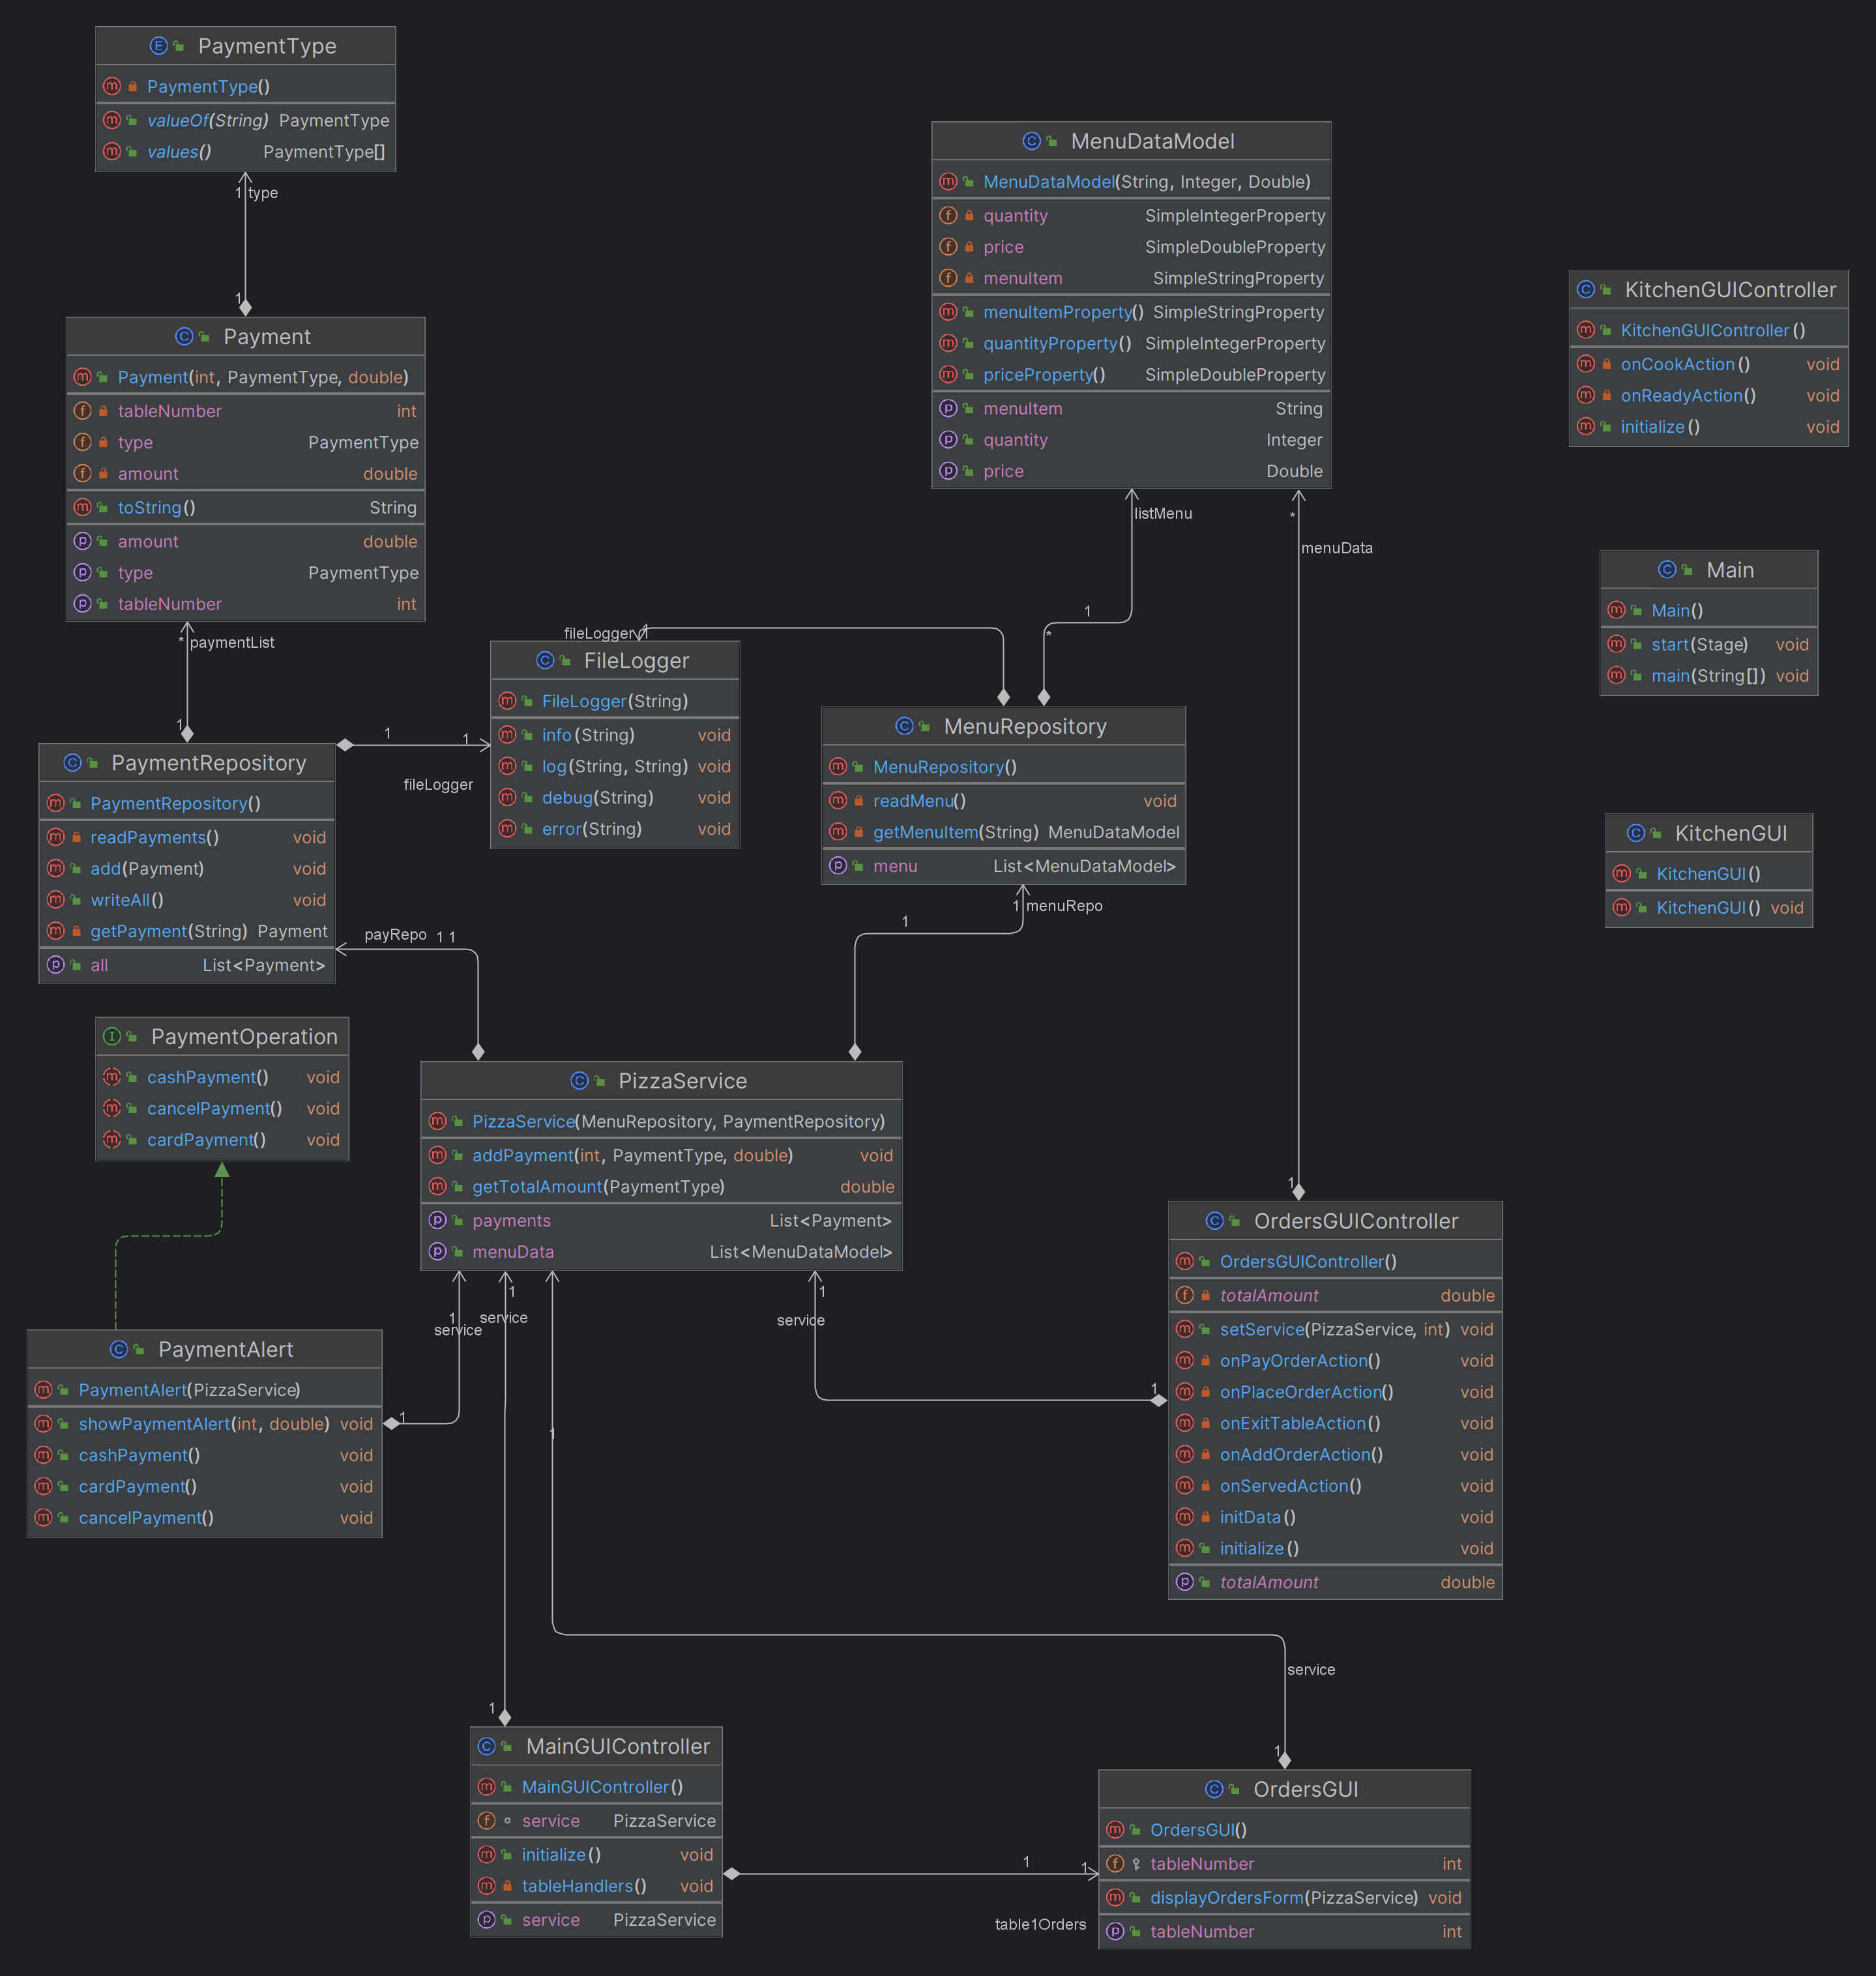 PaymentType
PaymentType()
valueOf(String) PaymentType
values() PaymentType[]
1 type
1
Payment
Payment(int, PaymentType, double)
tableNumber int
type PaymentType
amount double
toString() String
amount double
type PaymentType
tableNumber int
* paymentList
1
PaymentRepository
PaymentRepository()
readPayments() void
add(Payment) void
writeAll() void
getPayment(String) Payment
all List<Payment>
1 1
fileLogger
fileLogger 1
FileLogger
FileLogger(String)
info(String) void
log(String, String) void
debug(String) void
error(String) void
MenuDataModel
MenuDataModel(String, Integer, Double)
quantity SimpleIntegerProperty
price SimpleDoubleProperty
menuItem SimpleStringProperty
menuItemProperty() SimpleStringProperty
quantityProperty() SimpleIntegerProperty
priceProperty() SimpleDoubleProperty
menuItem String
quantity Integer
price Double
listMenu
1
*
*
menuData
MenuRepository
MenuRepository()
readMenu() void
getMenuItem(String) MenuDataModel
menu List<MenuDataModel>
1 menuRepo
1
payRepo 1 1
KitchenGUIController
KitchenGUIController()
onCookAction() void
onReadyAction() void
initialize() void
Main
Main()
start(Stage) void
main(String[]) void
KitchenGUI
KitchenGUI()
KitchenGUI() void
PaymentOperation
cashPayment() void
cancelPayment() void
cardPayment() void
PizzaService
PizzaService(MenuRepository, PaymentRepository)
addPayment(int, PaymentType, double) void
getTotalAmount(PaymentType) double
payments List<Payment>
menuData List<MenuDataModel>
1
service
1
service
1
service
1
PaymentAlert
PaymentAlert(PizzaService)
showPaymentAlert(int, double) void
cashPayment() void
cardPayment() void
cancelPayment() void
1
1
OrdersGUIController
OrdersGUIController()
totalAmount double
setService(PizzaService, int) void
onPayOrderAction() void
onPlaceOrderAction() void
onExitTableAction() void
onAddOrderAction() void
onServedAction() void
initData() void
initialize() void
totalAmount double
1
service
1
1
MainGUIController
MainGUIController()
service PizzaService
initialize() void
tableHandlers() void
service PizzaService
1 1
table1Orders
OrdersGUI
OrdersGUI()
tableNumber int
displayOrdersForm(PizzaService) void
tableNumber int